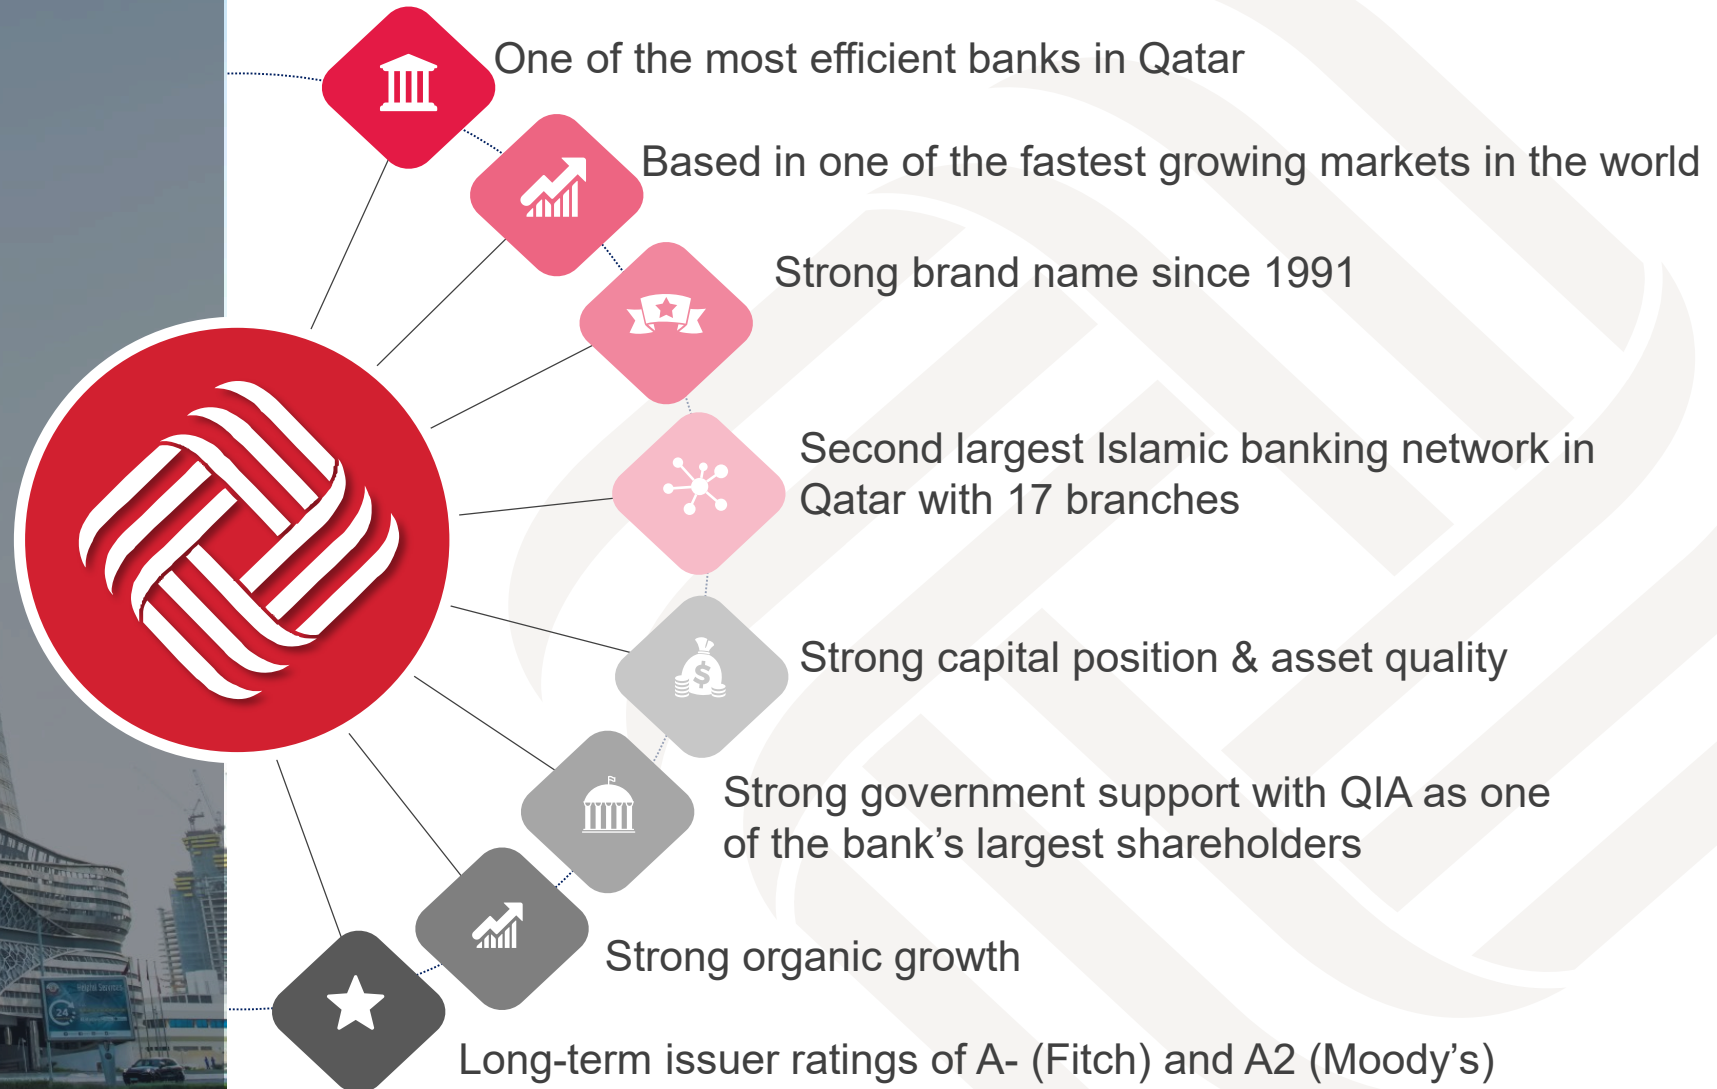 One of the most efficient banks in Qatar
Based in one of the fastest growing markets in the world
Strong brand name since 1991
Second largest Islamic banking network in
Qatar with 17 branches
Strong capital position & asset quality
Strong government support with QIA as one
of the bank’s largest shareholders
Strong organic growth
24
Long-term issuer ratings of A- (Fitch) and A2 (Moody’s)